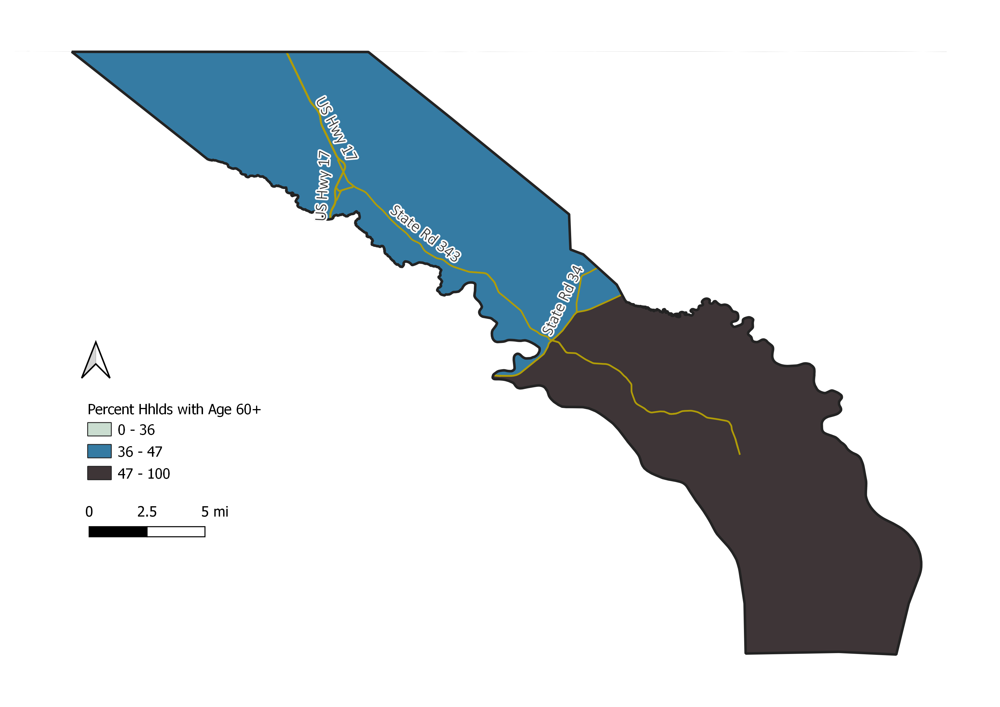 US Hwy 17
US Hwy 17
State Rd 343
State Rd 34
Percent Hhlds with Age 60+
0 - 36
36 - 47
47 - 100
0 2.5 5 mi